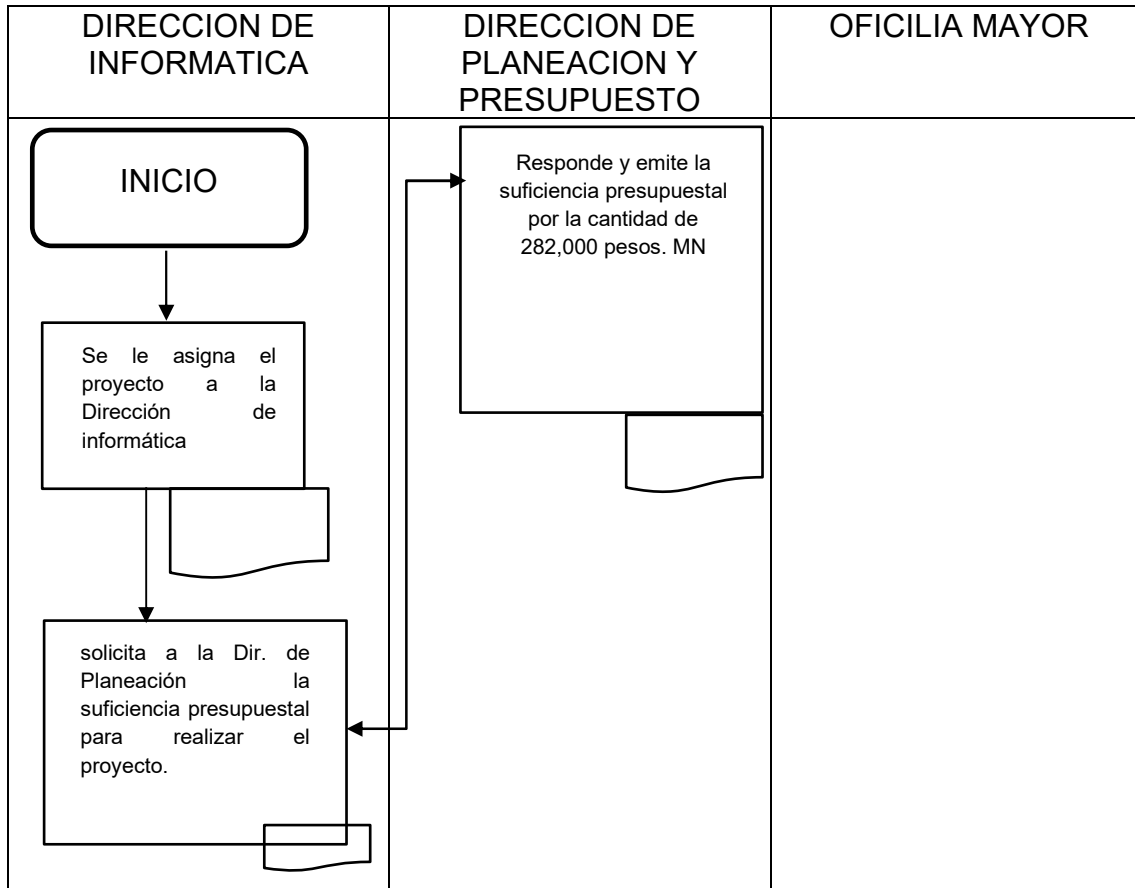 DIRECCION DE
INFORMATICA
DIRECCION DE
PLANEACION Y
PRESUPUESTO
OFICILIA MAYOR
INICIO
Se le asigna el
proyecto a la
Dirección de
informática
solicita a la Dir. de
Planeación la
suficiencia presupuestal
para realizar el
proyecto.
Responde y emite la
suficiencia presupuestal
por la cantidad de
282,000 pesos. MN